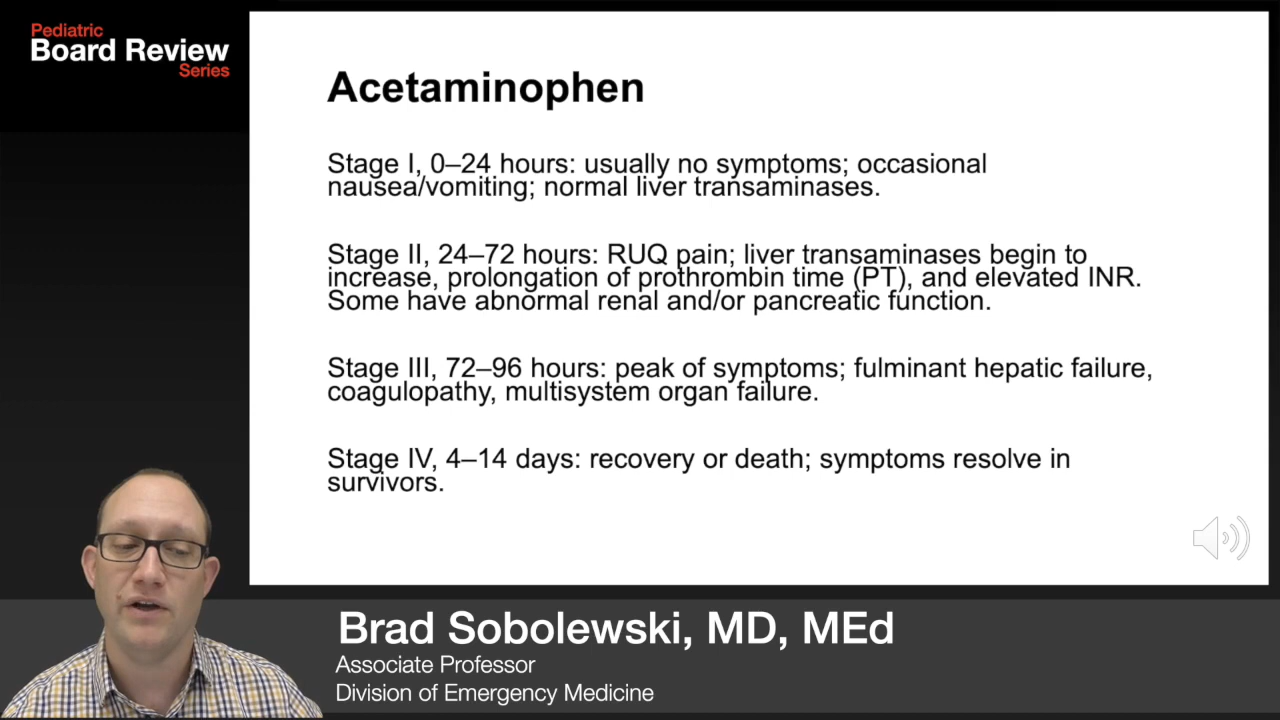 Pediatric
Board Review
Series
Acetaminophen
Stage I, 0–24 hours: usually no symptoms; occasional
nausea/vomiting; normal liver transaminases.
Stage II, 24–72 hours: RUQ pain; liver transaminases begin to
increase, prolongation of prothrombin time (PT), and elevated INR.
Some have abnormal renal and/or pancreatic function.
Stage III, 72–96 hours: peak of symptoms; fulminant hepatic failure,
coagulopathy, multisystem organ failure.
Stage IV, 4–14 days: recovery or death; symptoms resolve in
survivors.
Brad Sobolewski, MD, MEd
Associate Professor
Division of Emergency Medicine